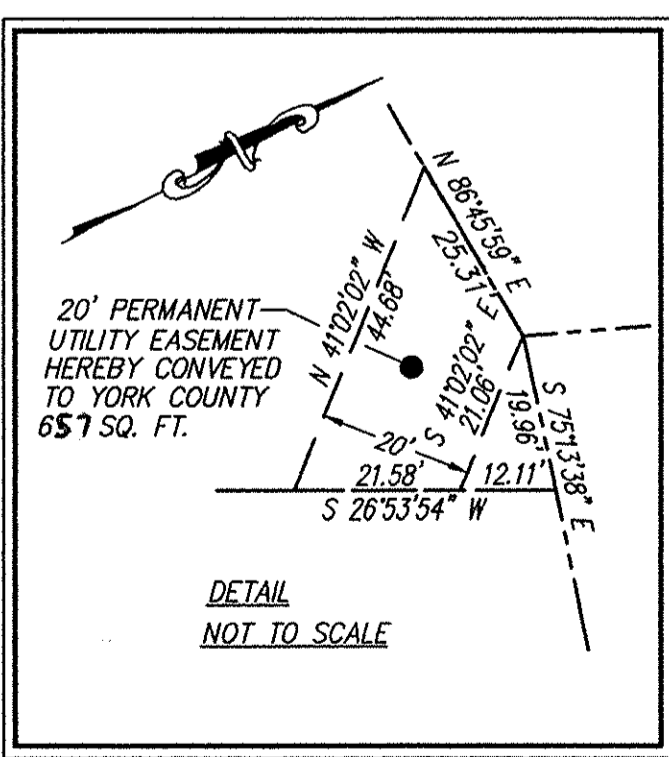 N
N 86°45'59" E
25.31'
20' PERMANENT
UTILITY EASEMENT
HEREBY CONVEYED
TO YORK COUNTY
657 SQ. FT.
N 41°02'02" W
44.68'
S 41°02'02" E
21.06'
20'
S 75°13'38" E
19.96'
21.58'
12.11'
S 26°53'54" W
DETAIL
NOT TO SCALE